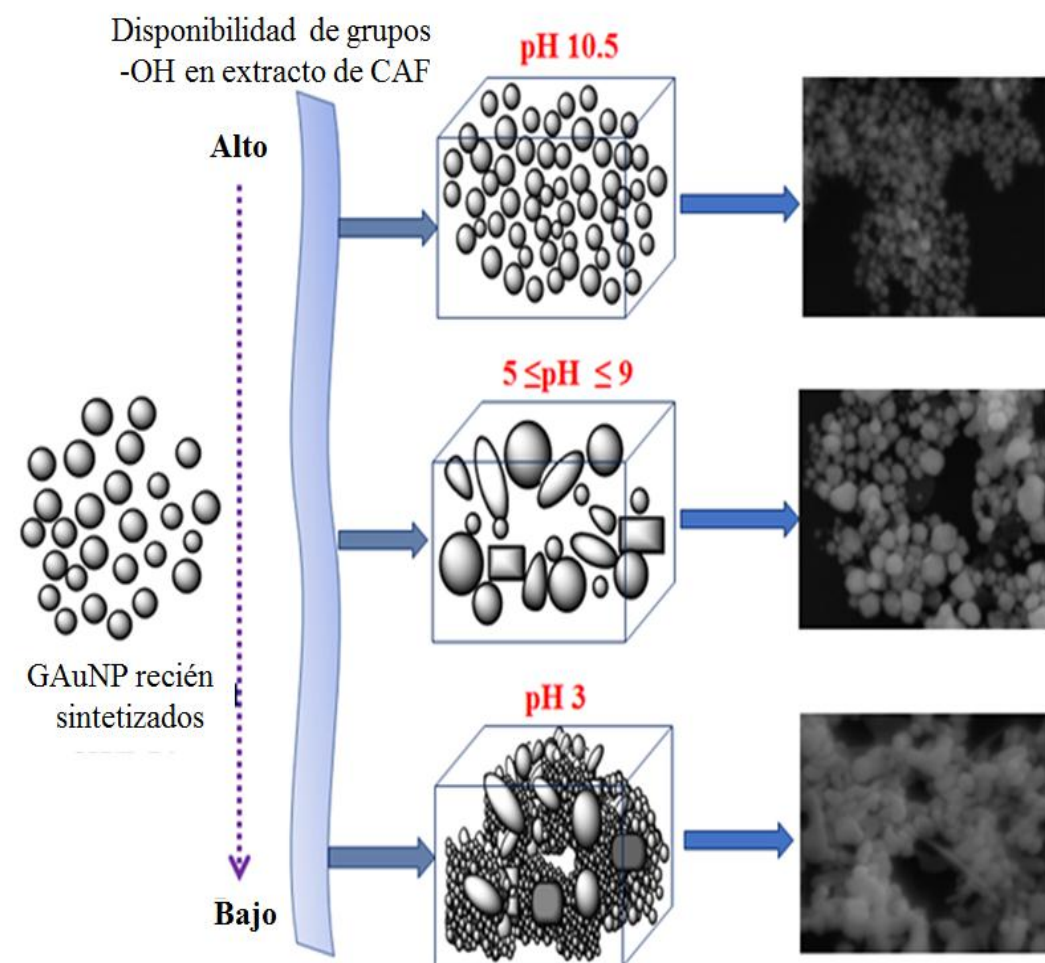 Disponibilidad de grupos
-OH en extracto de CAF
pH 10.5
Alto
5 ≤pH ≤ 9
GAuNP recién
sintetizados
pH 3
Bajo